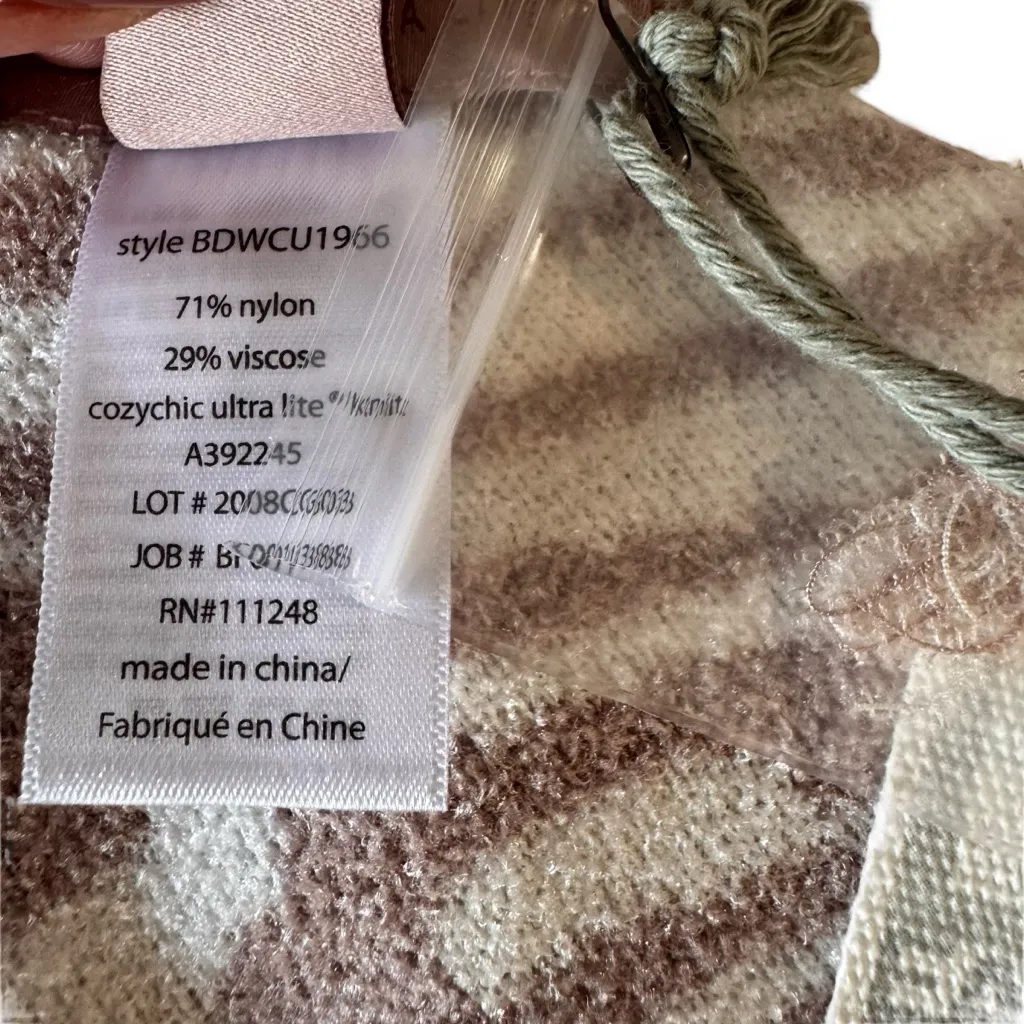 style BDWCU1966
71% nylon
29% viscose
cozychic ultra lite®
A392245
LOT #
JOB #
RN#111248
made in china/
Fabriqué en Chine